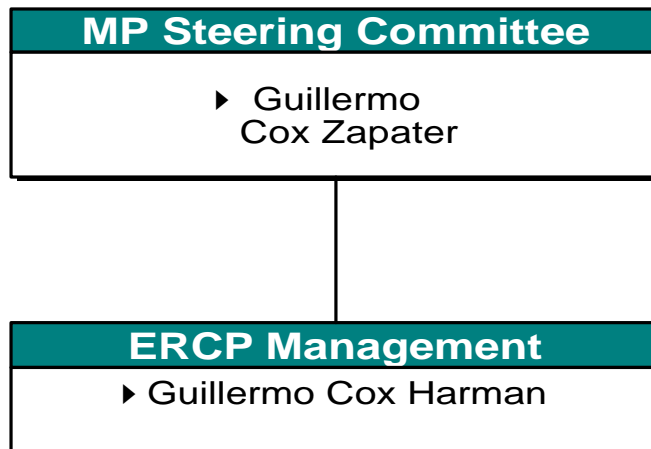 MP Steering Committee
Guillermo
Cox Zapater
ERCP Management
Guillermo Cox Harman